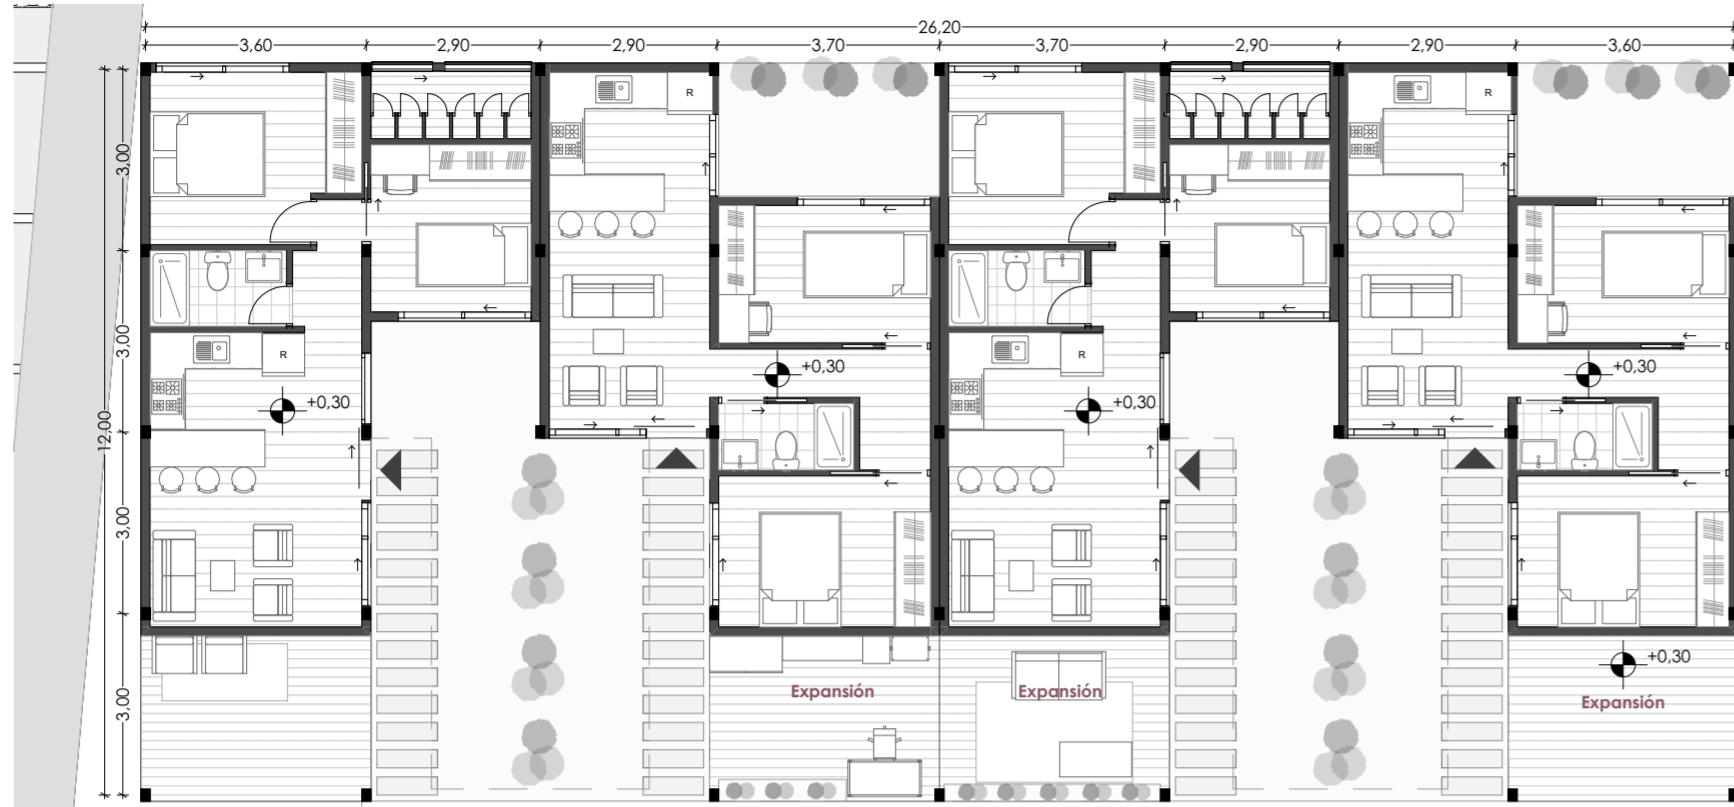 26,20
3,60 2,90 2,90 3,70 3,70 2,90 2,90 3,60
R R
3,00
R R
3,00
+0,30 +0,30
+0,30 +0,30
12,00
3,00
+0,30
Expansión Expansión
Expansión
3,00